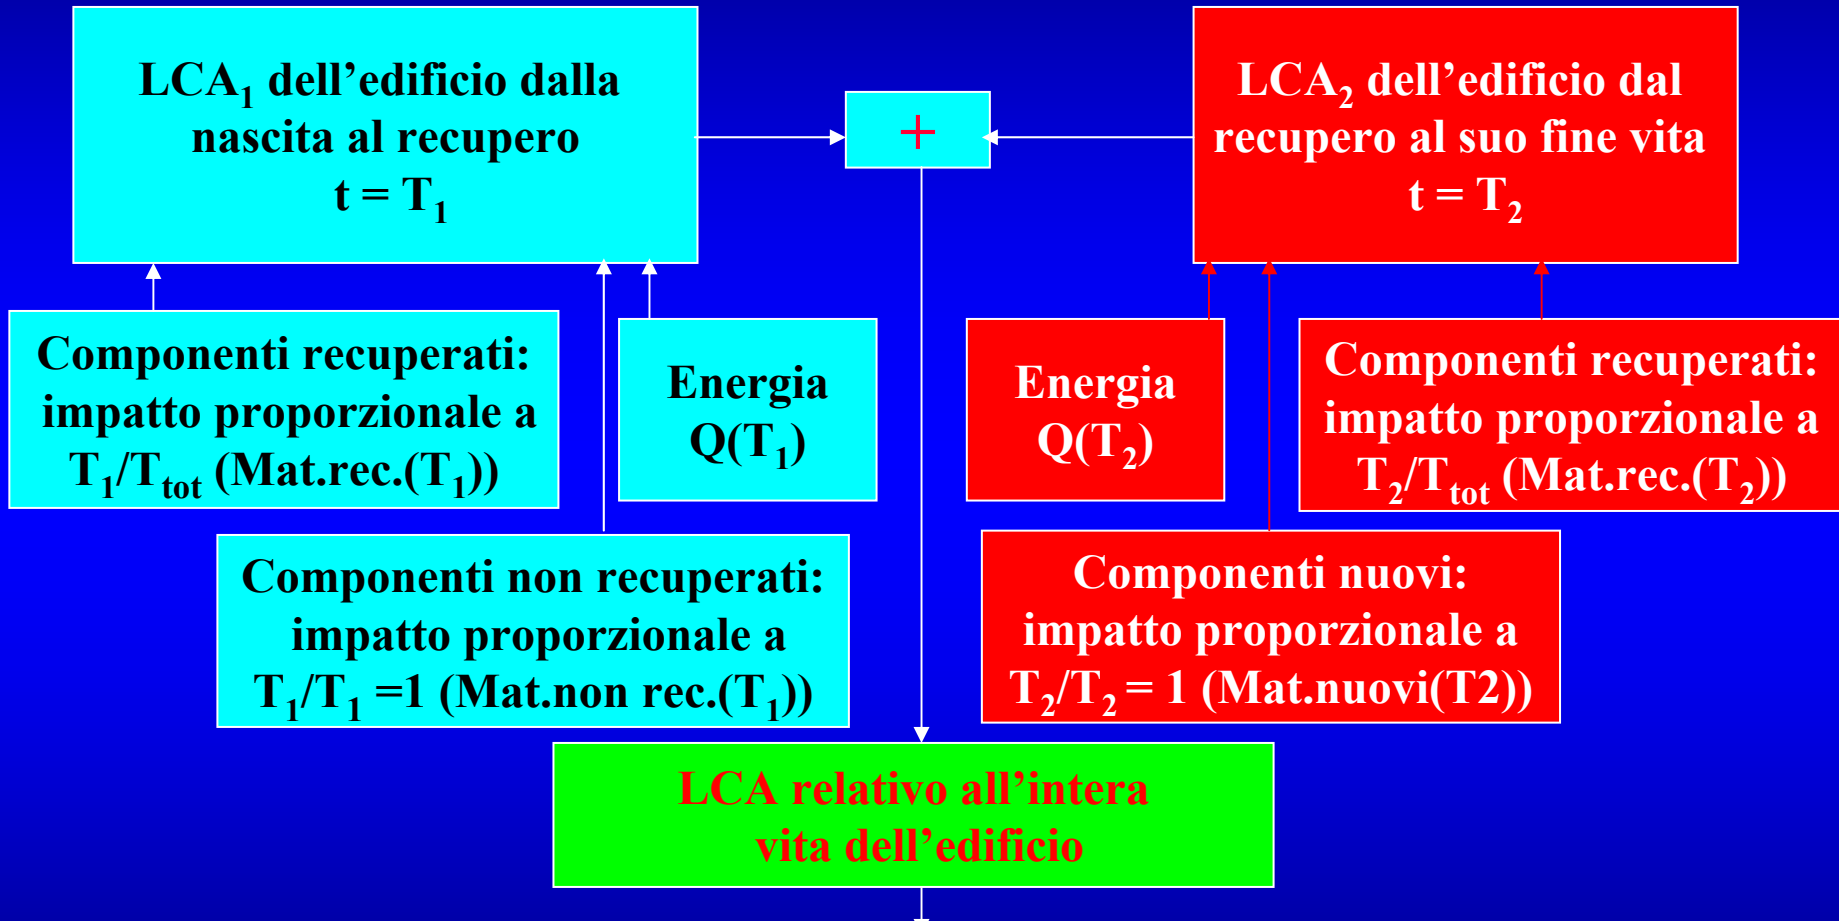 LCA₁ dell’edificio dalla
nascita al recupero
t = T₁
+
LCA₂ dell’edificio dal
recupero al suo fine vita
t = T₂
Componenti recuperati:
impatto proporzionale a
T₁/Tₜₒₜ (Mat.rec.(T₁))
Energia
Q(T₁)
Energia
Q(T₂)
Componenti recuperati:
impatto proporzionale a
T₂/Tₜₒₜ (Mat.rec.(T₂))
Componenti non recuperati:
impatto proporzionale a
T₁/T₁ =1 (Mat.non rec.(T₁))
Componenti nuovi:
impatto proporzionale a
T₂/T₂ = 1 (Mat.nuovi(T2))
LCA relativo all’intera
vita dell’edificio